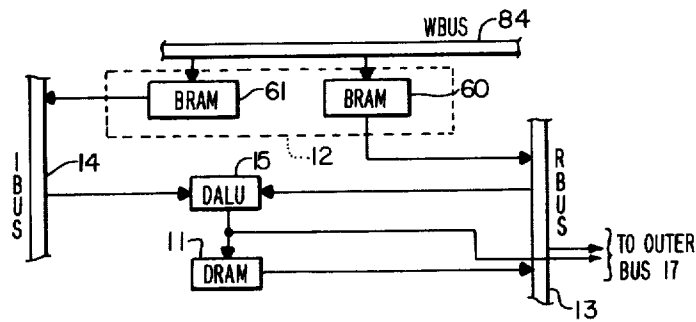 WBUS 84
BRAM 61
BRAM 60
12
IBUS 14
15
DALU
RBUS
11
DRAM
TO OUTER
BUS 17
13